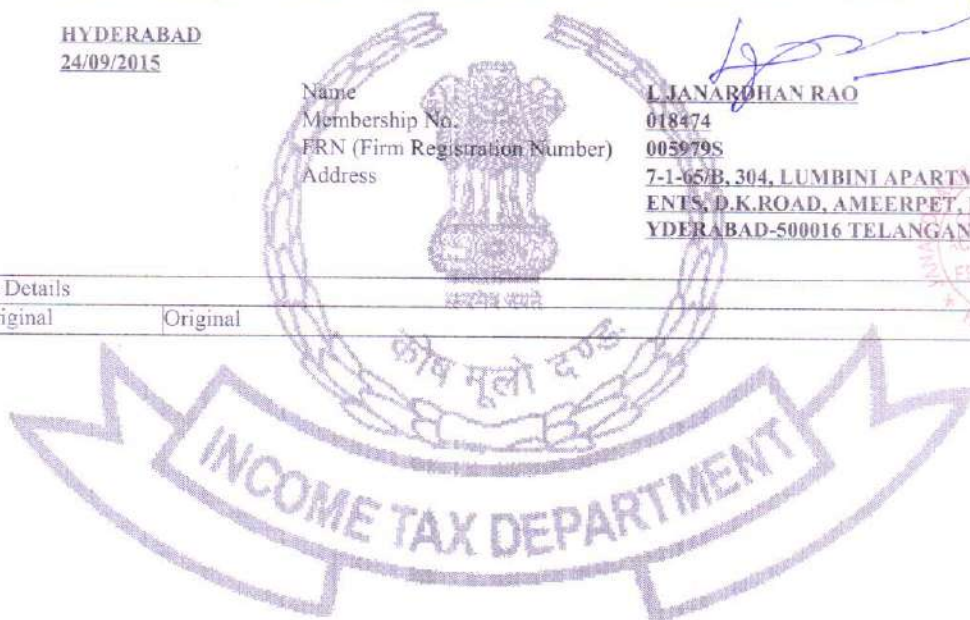 HYDERABAD
24/09/2015
Name L JANARDHAN RAO
Membership No. 018474
FRN (Firm Registration Number) 005979S
Address 7-1-65/B, 304, LUMBINI APARTM
ENTS, D.K.ROAD, AMEERPET,
YDERABAD-500016 TELANGAN
Details
iginal Original
सत्यमेव जयते
कोष मूलो दण्डः
INCOME TAX DEPARTMENT